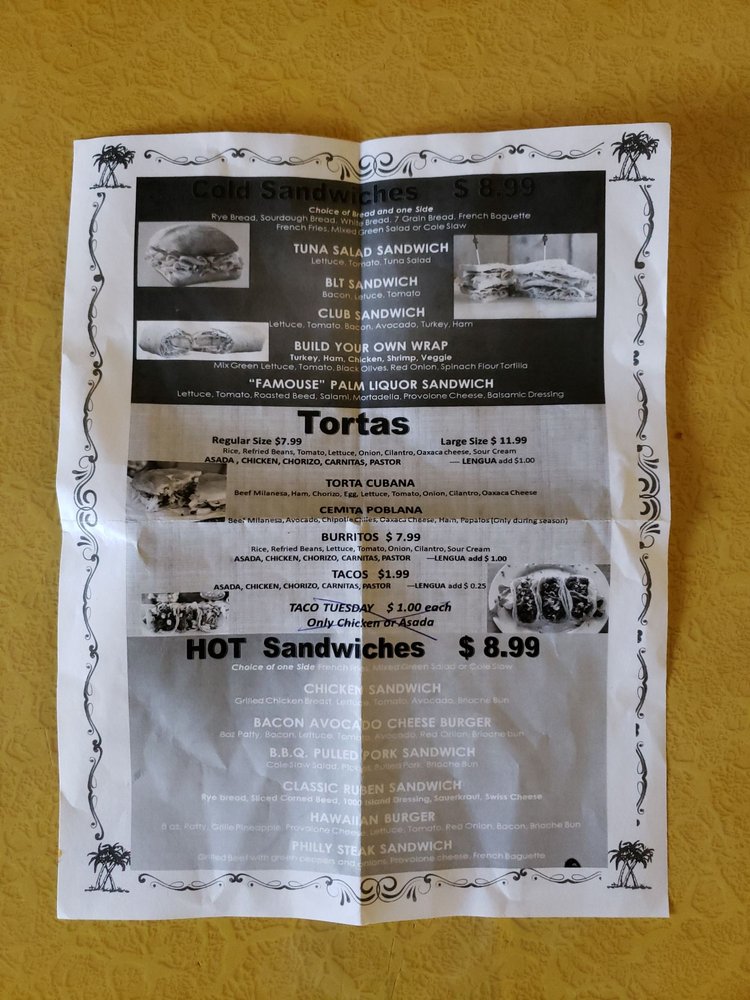 Cold Sandwiches $ 8.99
Choice of Bread and one Side
Rye Bread, Sourdough Bread, White Bread, 7 Grain Bread, French Baguette
French Fries, Mixed Green Salad or Cole Slaw
TUNA SALAD SANDWICH
Lettuce, Tomato, Tuna Salad
BLT SANDWICH
Bacon, Letuce, Tomato
CLUB SANDWICH
Lettuce, Tomato, Bacon, Avocado, Turkey, Ham
BUILD YOUR OWN WRAP
Turkey, Ham, Chicken, Shrimp, Veggie
Mix Green Lettuce, Tomato, Black Olives, Red Onion, Spinach Flour Tortilla
"FAMOUSE" PALM LIQUOR SANDWICH
Lettuce, Tomato, Roasted Beed, Salami, Mortadella, Provolone Cheese, Balsamic Dressing
Tortas
Regular Size $7.99 Large Size $ 11.99
Rice, Refried Beans, Tomato, Lettuce, Onion, Cilantro, Oaxaca cheese, Sour Cream
ASADA , CHICKEN, CHORIZO, CARNITAS, PASTOR ---- LENGUA add $1.00
TORTA CUBANA
Beef Milanesa, Ham, Chorizo, Egg, Lettuce, Tomato, Onion, Cilantro, Oaxaca Cheese
CEMITA POBLANA
Beef Milanesa, Avocado, Chipotle Chiles, Oaxaca Cheese, Ham, Papalos (Only during season)
BURRITOS $ 7.99
Rice, Refried Beans, Lettuce, Tomato, Onion, Cilantro, Sour Cream
ASADA, CHICKEN, CHORIZO, CARNITAS, PASTOR ----LENGUA add $ 1.00
TACOS $1.99
ASADA, CHICKEN, CHORIZO, CARNITAS, PASTOR ----LENGUA add $ 0.25
TACO TUESDAY $ 1.00 each
Only Chicken or Asada
HOT Sandwiches $ 8.99
Choice of one Side French Fries, Mixed Green Salad or Cole Slaw
CHICKEN SANDWICH
Grilled Chicken Breast, Lettuce, Tomato, Avocado, Brioche Bun
BACON AVOCADO CHEESE BURGER
8oz Patty, Bacon, Lettuce, Tomato, Avocado, Red Onion, Brioche bun
B.B.Q. PULLED PORK SANDWICH
Cole Slaw Salad, Pulled Pork, Brioche Bun
CLASSIC RUBEN SANDWICH
Rye bread, Sliced Corned Beed, 1000 Island Dressing, Sauerkraut, Swiss Cheese
HAWAIIAN BURGER
8 oz. Patty, Grille Pineapple, Provolone Cheese, Lettuce, Tomato, Red Onion, Bacon, Brioche Bun
PHILLY STEAK SANDWICH
Grilled Beef with green peppers and onions, Provolone cheese, French Baguette